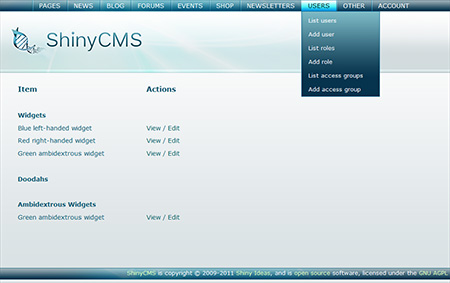 PAGES NEWS BLOG FORUMS EVENTS SHOP NEWSLETTERS USERS OTHER ACCOUNT
List users
Add user
List roles
Add role
List access groups
Add access group
ShinyCMS
Item Actions
Widgets
Blue left-handed widget View / Edit
Red right-handed widget View / Edit
Green ambidextrous widget View / Edit
Doodahs
Ambidextrous Widgets
Green ambidextrous widget View / Edit
ShinyCMS is copyright © 2009-2011 Shiny Ideas, and is open source software, licensed under the GNU AGPL